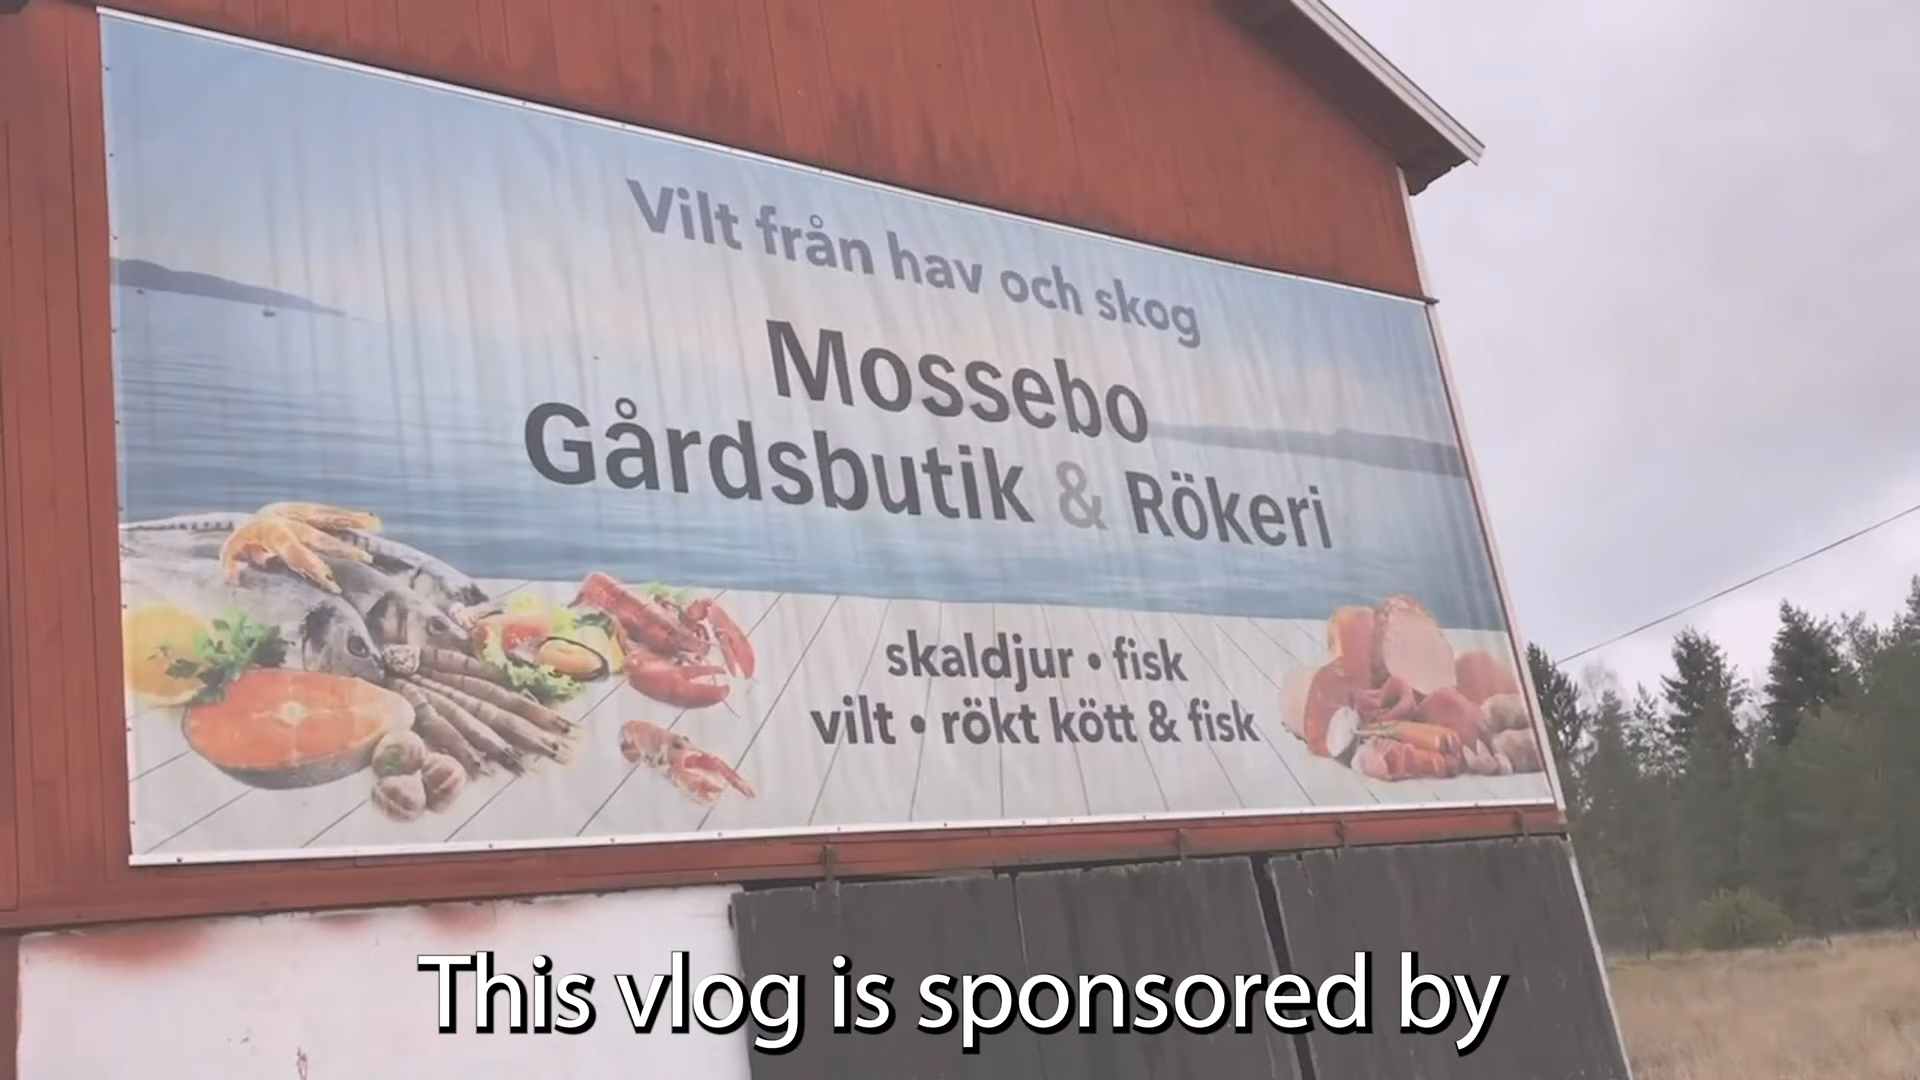 Vilt från hav och skog
Mossebo
Gårdsbutik & Rökeri
skaldjur • fisk
vilt • rökt kött & fisk
This vlog is sponsored by